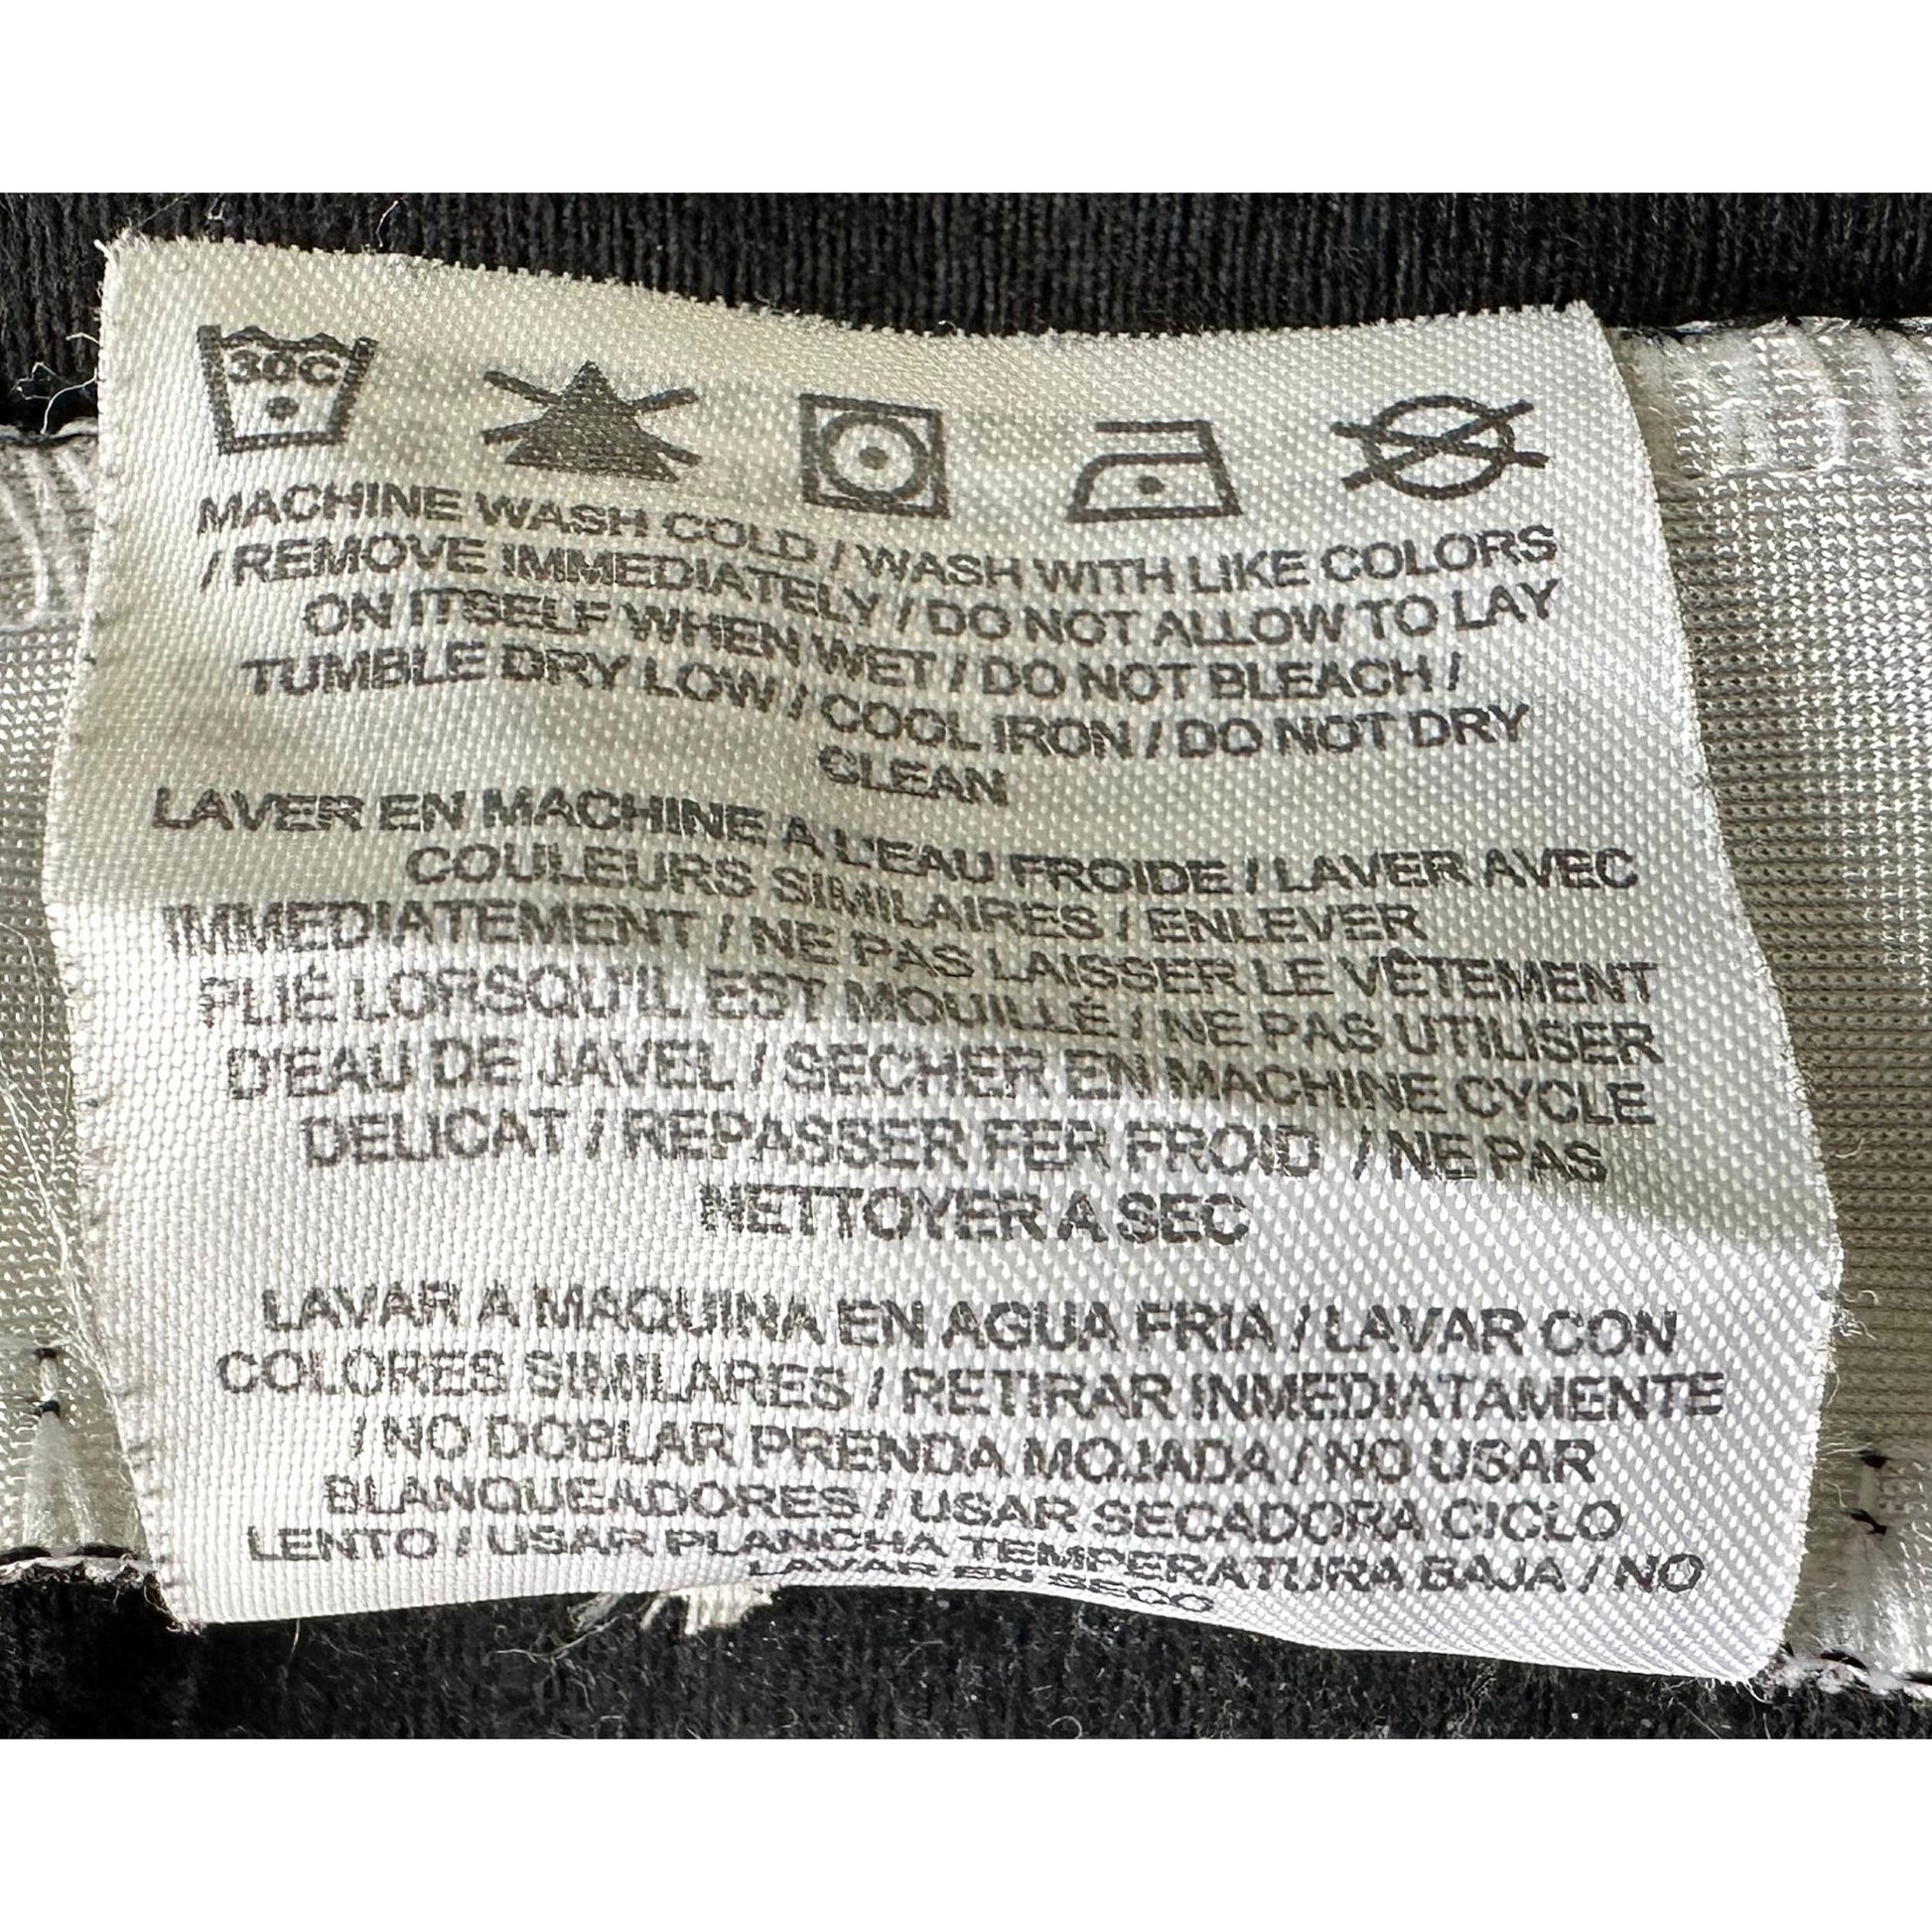 30C
MACHINE WASH COLD / WASH WITH LIKE COLORS
/ REMOVE IMMEDIATELY / DO NOT ALLOW TO LAY
ON ITSELF WHEN WET / DO NOT BLEACH /
TUMBLE DRY LOW / COOL IRON / DO NOT DRY
CLEAN
LAVER EN MACHINE A L'EAU FROIDE / LAVER AVEC
COULEURS SIMILAIRES / ENLEVER
IMMEDIATEMENT / NE PAS LAISSER LE VÊTEMENT
PLIÉ LORSQU'IL EST MOUILLÉ / NE PAS UTILISER
D'EAU DE JAVEL / SECHER EN MACHINE CYCLE
DELICAT / REPASSER FER FROID / NE PAS
NETTOYER A SEC
LAVAR A MAQUINA EN AGUA FRIA / LAVAR CON
COLORES SIMILARES / RETIRAR INMEDIATAMENTE
/ NO DOBLAR PRENDA MOJADA / NO USAR
BLANQUEADORES / USAR SECADORA CICLO
LENTO / USAR PLANCHA TEMPERATURA BAJA / NO
LAVAR EN SECO